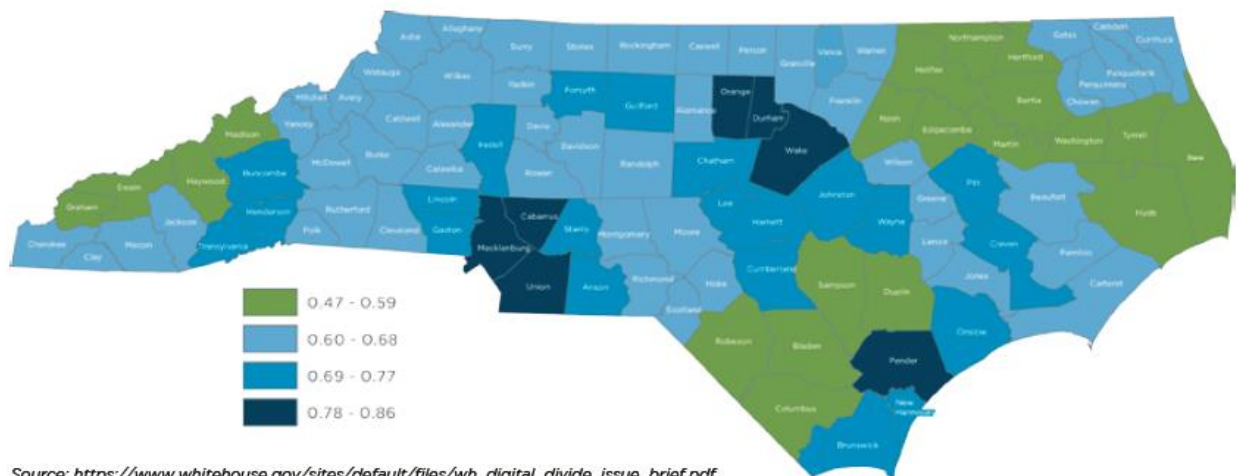 Ashe
Alleghany
Surry
Stokes
Rockingham
Caswell
Person
Granville
Vance
Warren
Northampton
Gates
Camden
Currituck
Pasquotank
Perquimans
Chowan
Hertford
Halifax
Bertie
Watauga
Wilkes
Yadkin
Forsyth
Guilford
Alamance
Orange
Durham
Franklin
Nash
Edgecombe
Martin
Washington
Tyrrell
Dare
Mitchell
Avery
Yancey
Caldwell
Alexander
Iredell
Davie
Davidson
Randolph
Chatham
Wake
Wilson
Madison
McDowell
Burke
Catawba
Rowan
Johnston
Pitt
Beaufort
Hyde
Swain
Haywood
Buncombe
Graham
Jackson
Henderson
Rutherford
Lincoln
Cabarrus
Stanly
Montgomery
Moore
Lee
Harnett
Wayne
Greene
Lenoir
Craven
Pamlico
Cherokee
Clay
Macon
Transylvania
Polk
Cleveland
Gaston
Mecklenburg
Union
Anson
Richmond
Hoke
Scotland
Cumberland
Sampson
Duplin
Jones
Carteret
Onslow
Robeson
Bladen
Pender
Columbus
New
Hanover
Brunswick
0.47 - 0.59
0.60 - 0.68
0.69 - 0.77
0.78 - 0.86
Source: https://www.whitehouse.gov/sites/default/files/wh_digital_divide_issue_brief.pdf